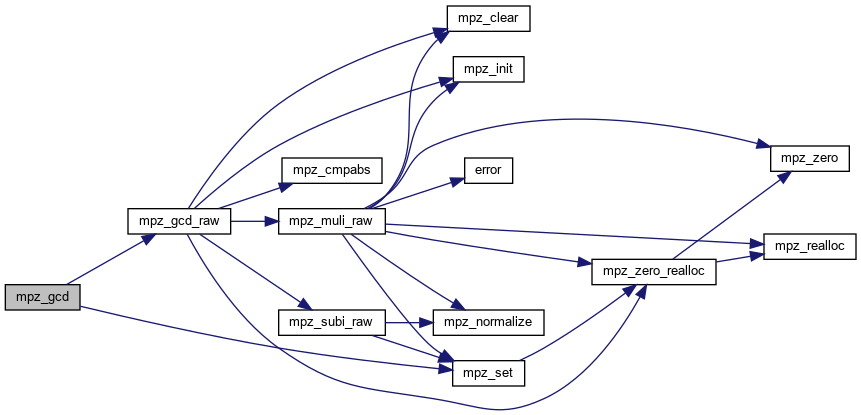 mpz_clear
mpz_init
mpz_zero
mpz_cmpabs
error
mpz_gcd_raw
mpz_muli_raw
mpz_realloc
mpz_zero_realloc
mpz_gcd
mpz_subi_raw
mpz_normalize
mpz_set